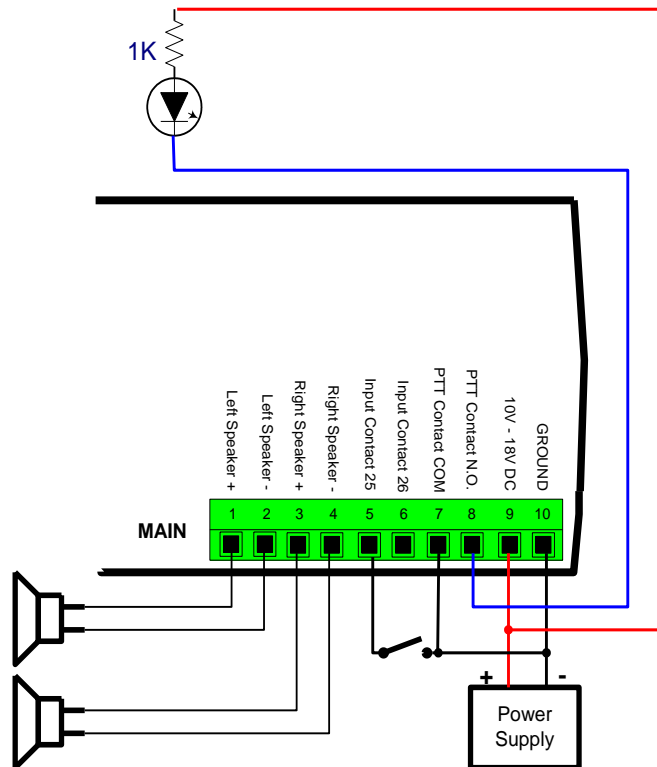 1K
Left Speaker +
Left Speaker -
Right Speaker +
Right Speaker -
Input Contact 25
Input Contact 26
PTT Contact COM
PTT Contact N.O.
10V - 18V DC
GROUND
MAIN
1 2 3 4 5 6 7 8 9 10
+ -
Power
Supply